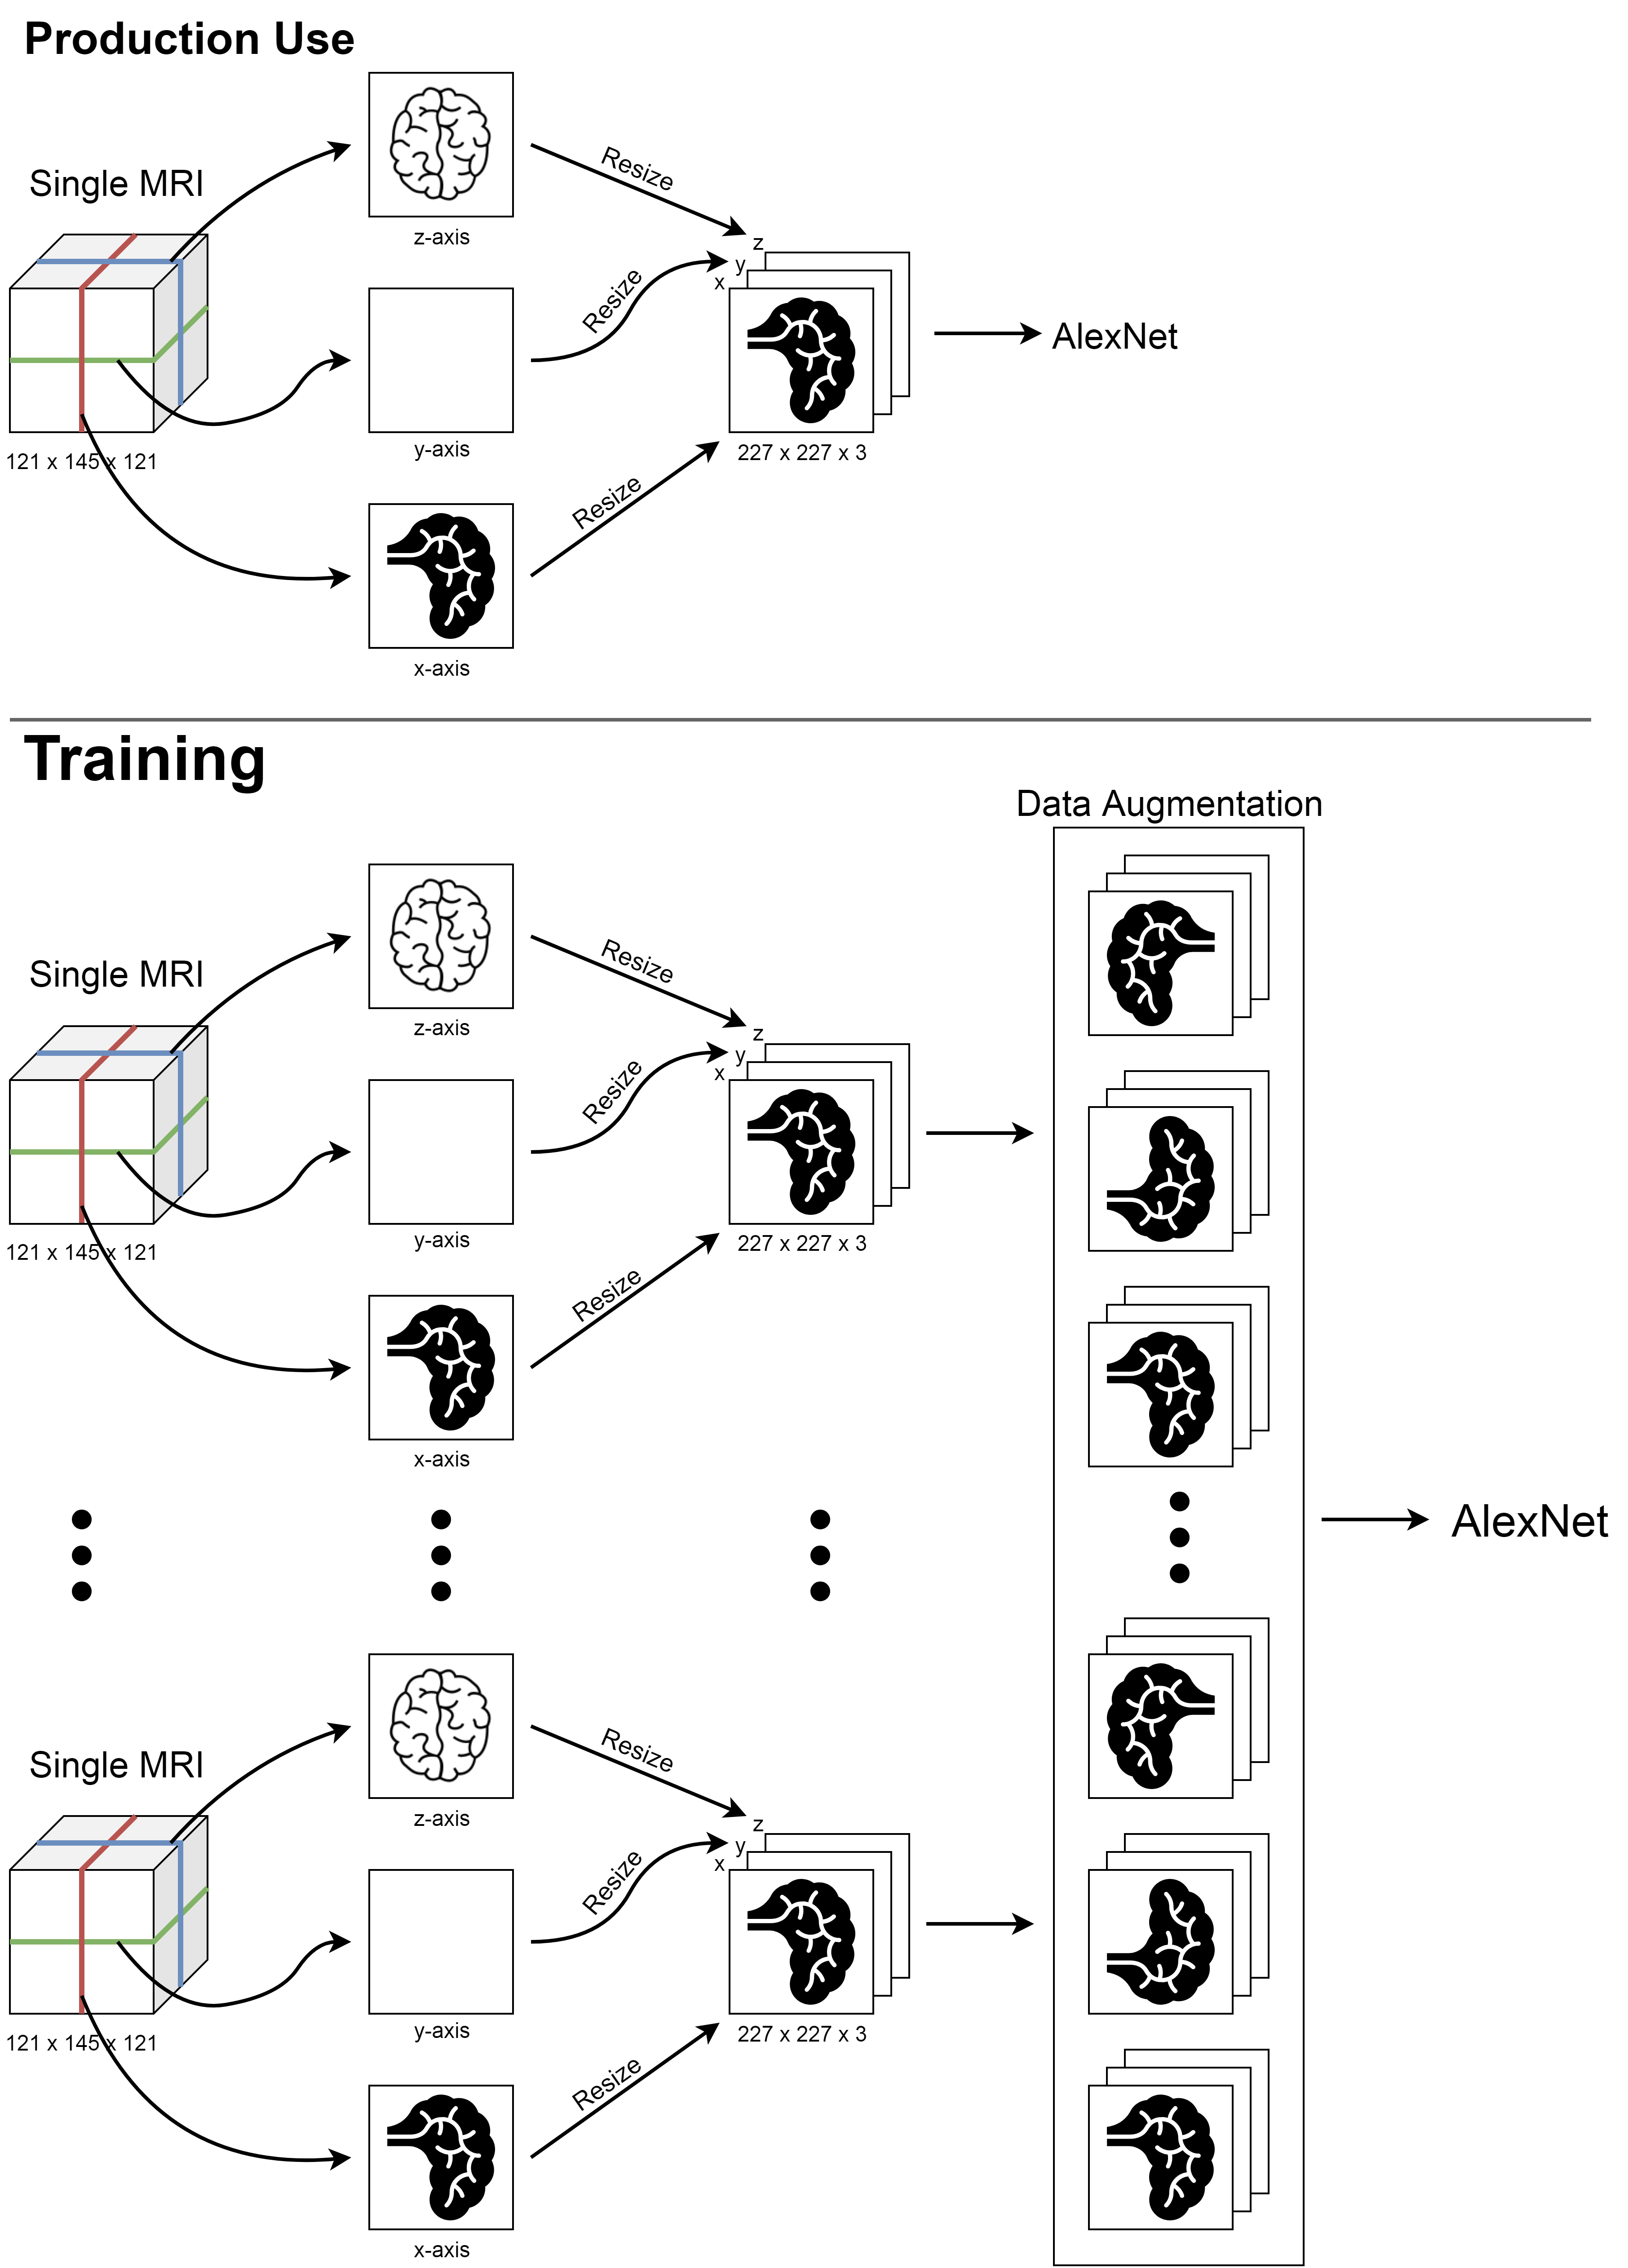 Production Use
Single MRI
z-axis
Resize
z
y
x
Resize
AlexNet
121 x 145 x 121
y-axis
227 x 227 x 3
Resize
x-axis
Training
Data Augmentation
Single MRI
z-axis
Resize
z
y
x
Resize
121 x 145 x 121
y-axis
227 x 227 x 3
Resize
x-axis
AlexNet
Single MRI
z-axis
Resize
z
y
x
Resize
121 x 145 x 121
y-axis
227 x 227 x 3
Resize
x-axis